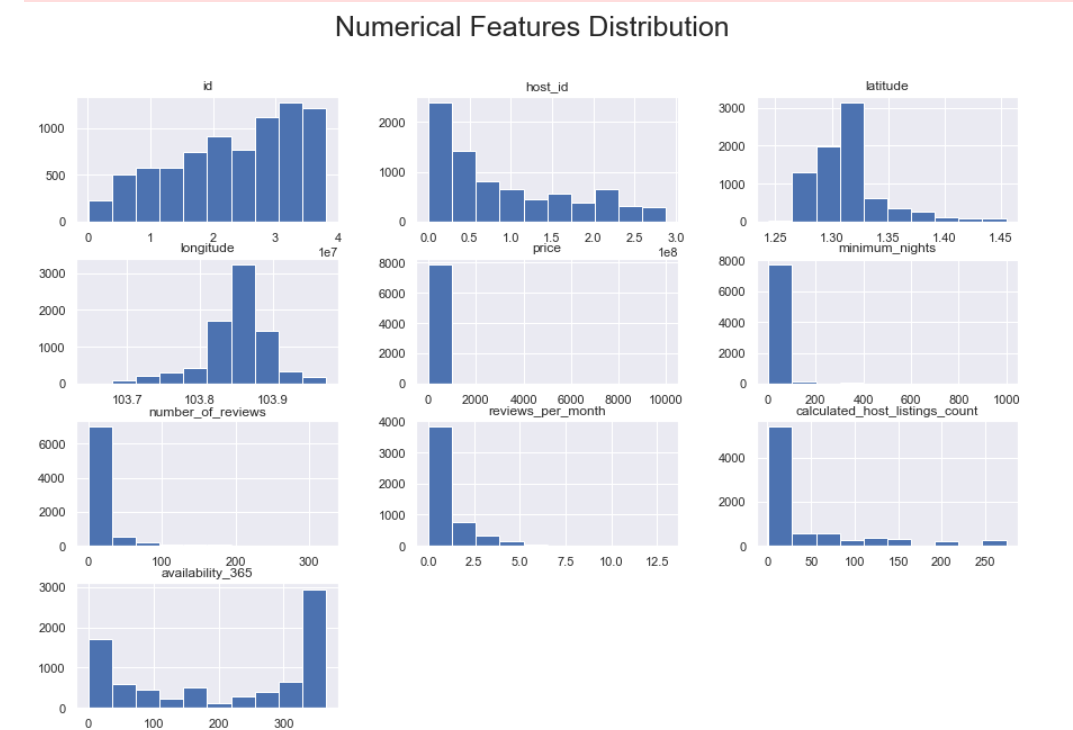 Numerical Features Distribution
id
host_id
latitude
1000
500
0
0 1 2 3 4
1e7
2000
1000
0
0.0 0.5 1.0 1.5 2.0 2.5 3.0
1e8
3000
2000
1000
0
1.25 1.30 1.35 1.40 1.45
longitude
price
minimum_nights
3000
2000
1000
0
103.7 103.8 103.9
8000
6000
4000
2000
0
0 2000 4000 6000 8000 10000
8000
6000
4000
2000
0
0 200 400 600 800 1000
number_of_reviews
reviews_per_month
calculated_host_listings_count
6000
4000
2000
0
0 100 200 300
4000
3000
2000
1000
0
0.0 2.5 5.0 7.5 10.0 12.5
4000
2000
0
0 50 100 150 200 250
availability_365
3000
2000
1000
0
0 100 200 300